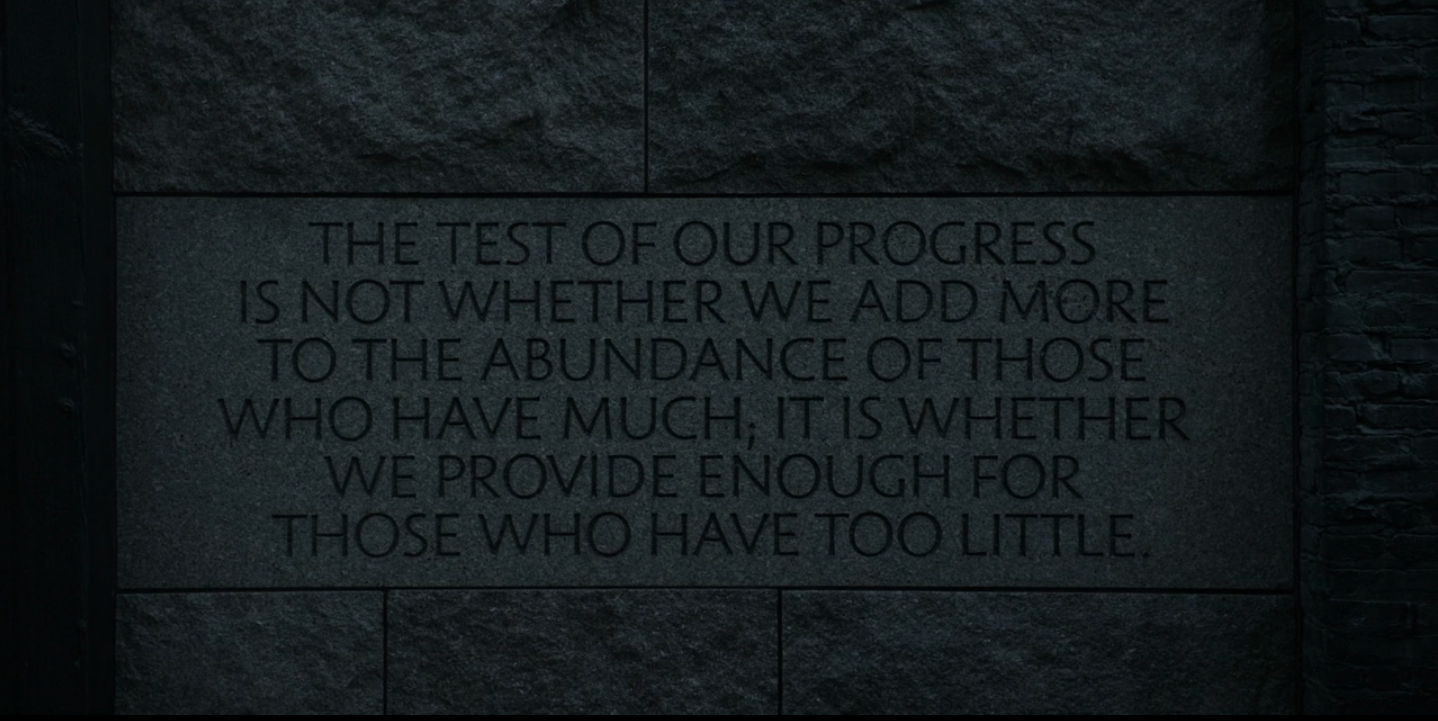 THE TEST OF OUR PROGRESS
IS NOT WHETHER WE ADD MORE
TO THE ABUNDANCE OF THOSE
WHO HAVE MUCH; IT IS WHETHER
WE PROVIDE ENOUGH FOR
THOSE WHO HAVE TOO LITTLE.